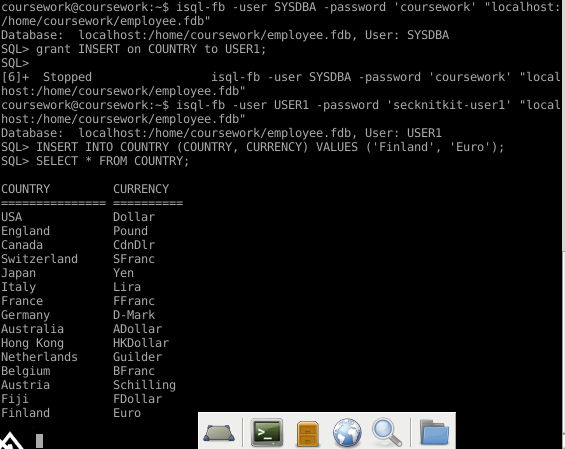 coursework@coursework:~$ isql-fb -user SYSDBA -password 'coursework' "localhost:
/home/coursework/employee.fdb"
Database:  localhost:/home/coursework/employee.fdb, User: SYSDBA
SQL> grant INSERT on COUNTRY to USER1;
SQL>
[6]+  Stopped                 isql-fb -user SYSDBA -password 'coursework' "local
host:/home/coursework/employee.fdb"
coursework@coursework:~$ isql-fb -user USER1 -password 'secknitkit-user1' "local
host:/home/coursework/employee.fdb"
Database:  localhost:/home/coursework/employee.fdb, User: USER1
SQL> INSERT INTO COUNTRY (COUNTRY, CURRENCY) VALUES ('Finland', 'Euro');
SQL> SELECT * FROM COUNTRY;
COUNTRY         CURRENCY
=============== ==========
USA             Dollar
England         Pound
Canada          CdnDlr
Switzerland     SFranc
Japan           Yen
Italy           Lira
France          FFranc
Germany         D-Mark
Australia       ADollar
Hong Kong       HKDollar
Netherlands     Guilder
Belgium         BFranc
Austria         Schilling
Fiji            FDollar
Finland         Euro